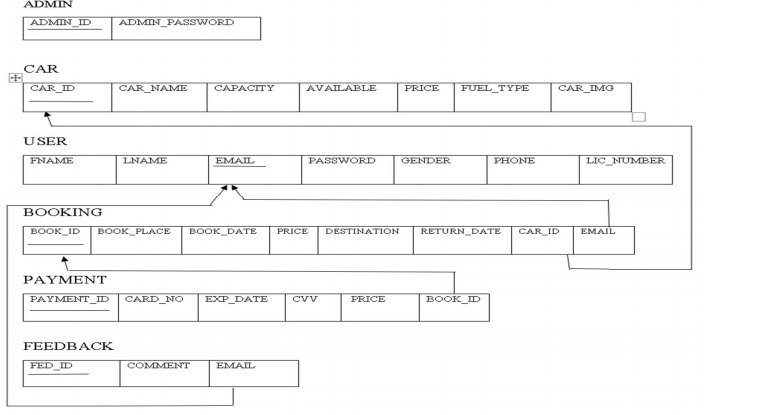 ADMIN
ADMIN_ID ADMIN_PASSWORD
CAR
CAR_ID CAR_NAME CAPACITY AVAILABLE PRICE FUEL_TYPE CAR_IMG
USER
FNAME LNAME EMAIL PASSWORD GENDER PHONE LIC_NUMBER
BOOKING
BOOK_ID BOOK_PLACE BOOK_DATE PRICE DESTINATION RETURN_DATE CAR_ID EMAIL
PAYMENT
PAYMENT_ID CARD_NO EXP_DATE CVV PRICE BOOK_ID
FEEDBACK
FED_ID COMMENT EMAIL